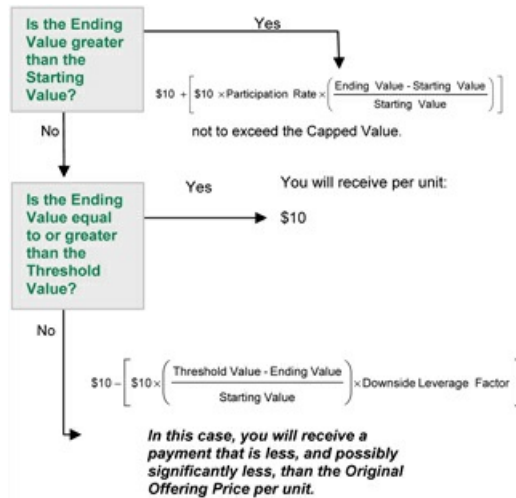 Is the Ending
Value greater
than the
Starting
Value?
Yes
$10 + [ $10 × Participation Rate × ( Ending Value - Starting Value / Starting Value ) ]
not to exceed the Capped Value.
No
Is the Ending
Value equal
to or greater
than the
Threshold
Value?
Yes
You will receive per unit:
$10
No
$10 – [ $10 × ( Threshold Value - Ending Value / Starting Value ) × Downside Leverage Factor
In this case, you will receive a
payment that is less, and possibly
significantly less, than the Original
Offering Price per unit.